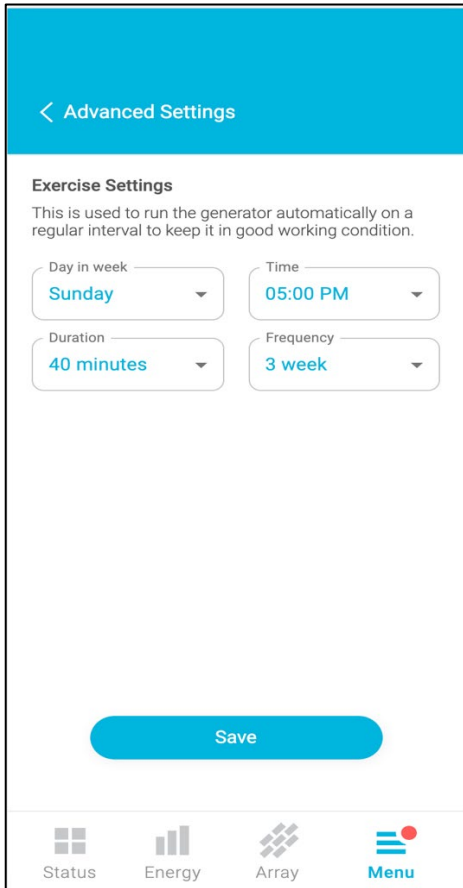 Advanced Settings
Exercise Settings
This is used to run the generator automatically on a
regular interval to keep it in good working condition.
Day in week
Sunday
Time
05:00 PM
Duration
40 minutes
Frequency
3 week
Save
Status
Energy
Array
Menu